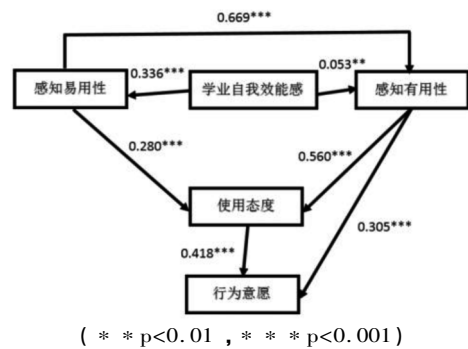 0.669***
感知易用性
0.336***
学业自我效能感
0.053**
感知有用性
0.280***
0.560***
使用态度
0.418***
0.305***
行为意愿
( * * p<0.01 , * * * p<0.001)